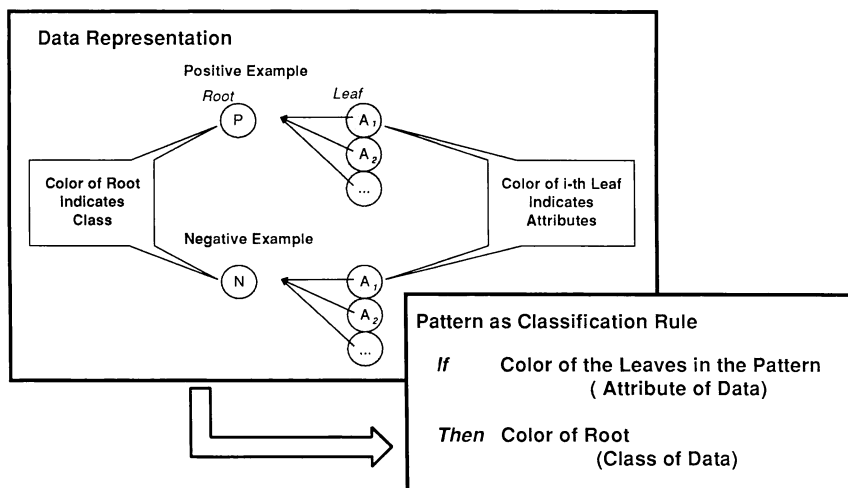 Data Representation
Positive Example
Root
Leaf
P
A1
A2
...
Color of Root
Indicates
Class
Color of i-th Leaf
Indicates
Attributes
Negative Example
N
A1
A2
...
Pattern as Classification Rule
If Color of the Leaves in the Pattern
( Attribute of Data)
Then Color of Root
(Class of Data)